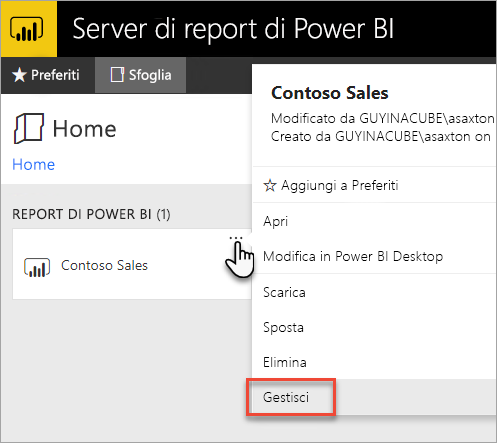 Server di report di Power BI
Preferiti
Sfoglia
Home
Home
REPORT DI POWER BI (1)
Contoso Sales
Contoso Sales
Modificato da GUYINACUBE\asaxton
Creato da GUYINACUBE\asaxton on
Aggiungi a Preferiti
Apri
Modifica in Power BI Desktop
Scarica
Sposta
Elimina
Gestisci